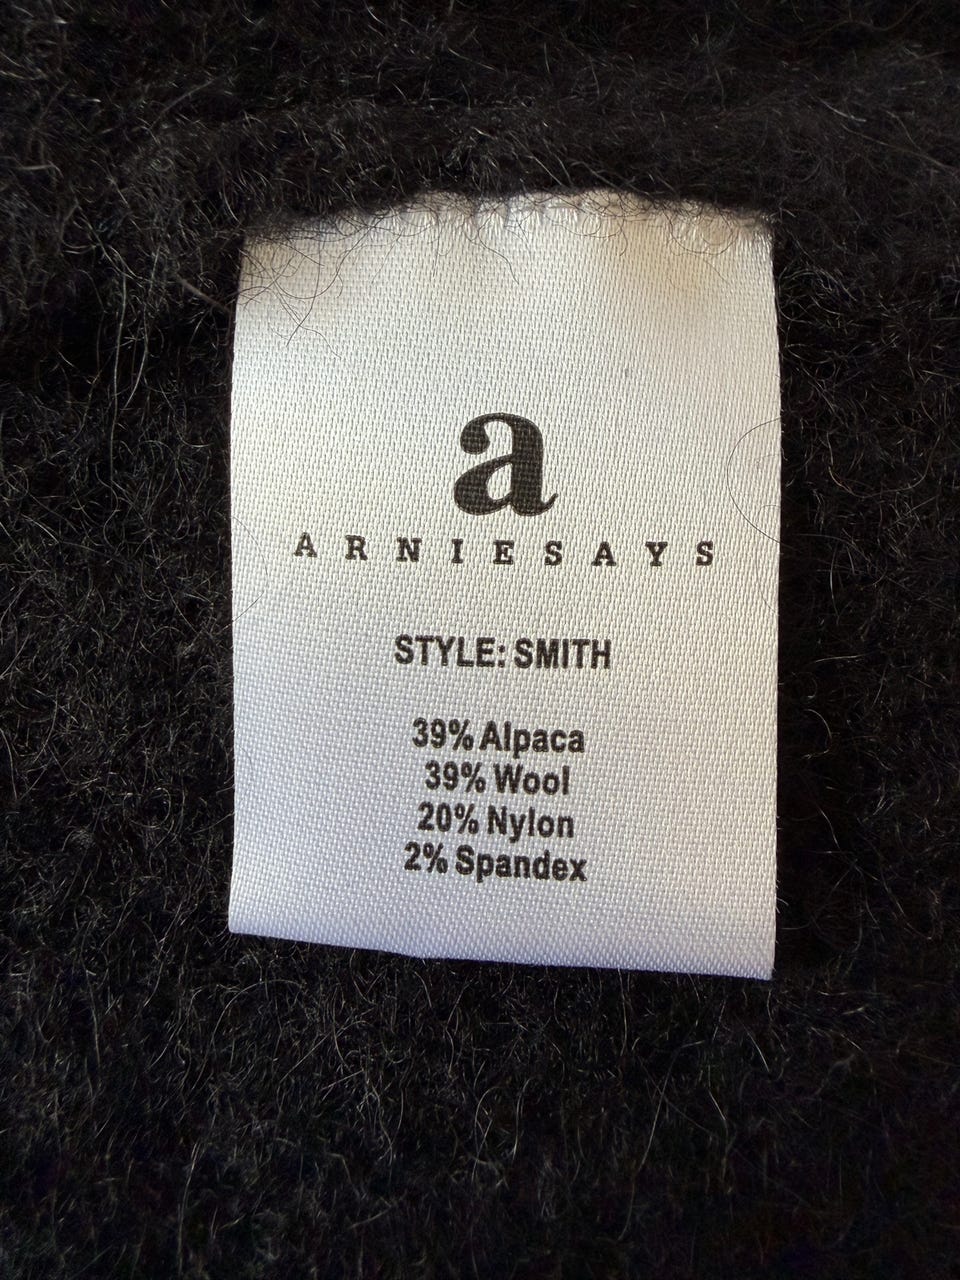 a
ARNIESAYS
STYLE: SMITH
39% Alpaca
39% Wool
20% Nylon
2% Spandex